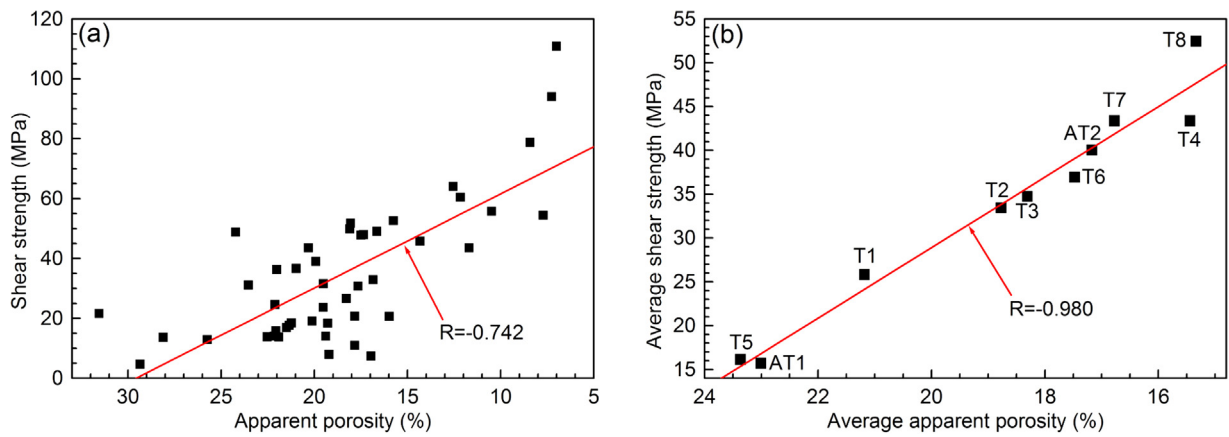 (a)
Shear strength (MPa)
120
100
80
60
40
20
0
R=-0.742
30 25 20 15 10 5
Apparent porosity (%)
(b)
Average shear strength (MPa)
55
50
45
40
35
30
25
20
15
T8
T7
T4
AT2
T6
T2
T3
T1
R=-0.980
T5
AT1
24 22 20 18 16
Average apparent porosity (%)